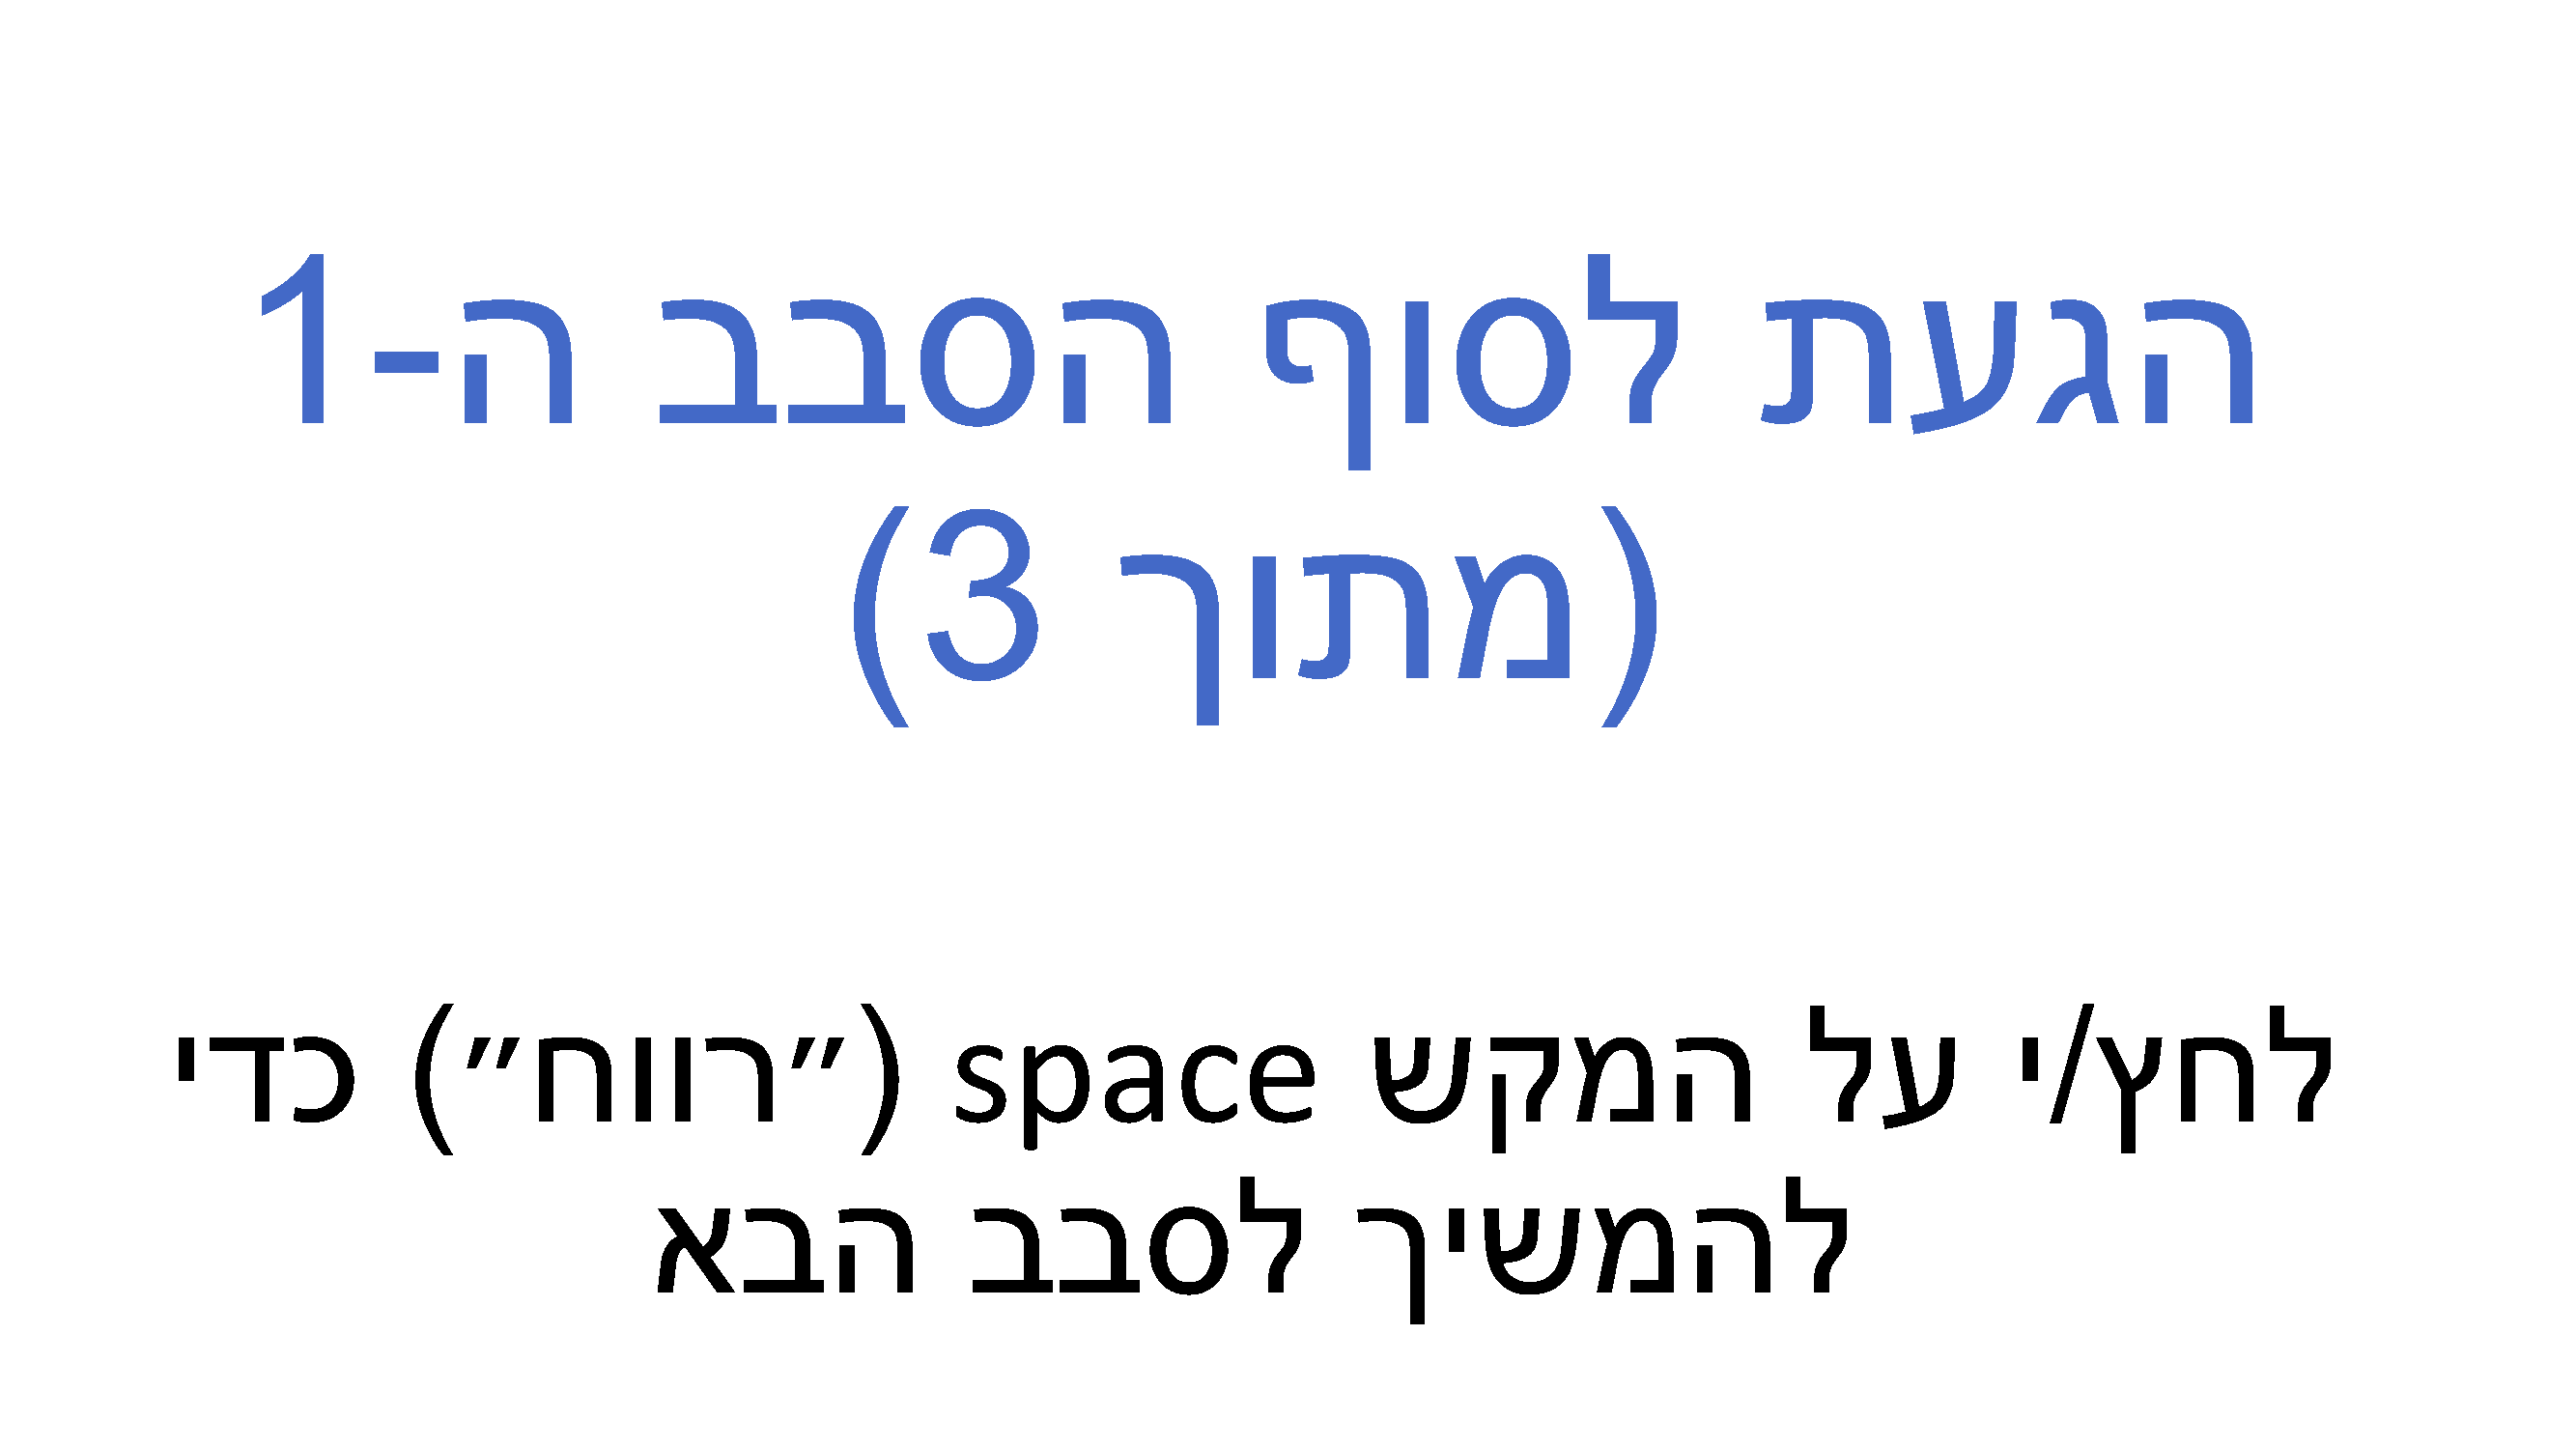 הגעת לסוף הסבב ה-1
(מתוך 3)
לחץ/י על המקש space (״רווח״) כדי
להמשיך לסבב הבא